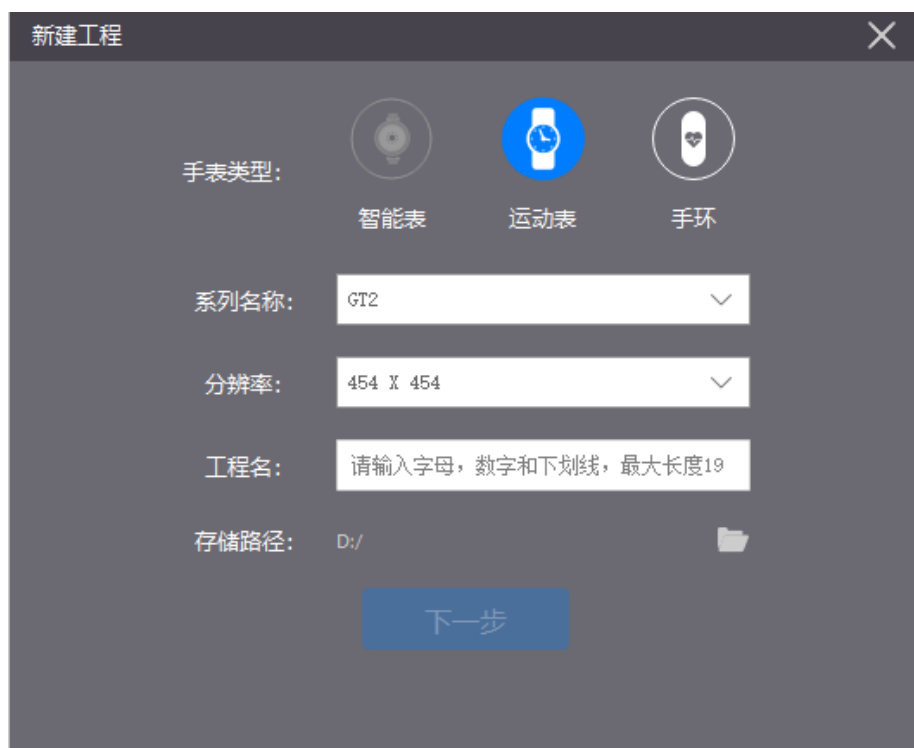 新建工程
手表类型:
智能表 运动表 手环
系列名称: GT2
分辨率: 454 X 454
工程名: 请输入字母，数字和下划线，最大长度19
存储路径: D:/
下一步